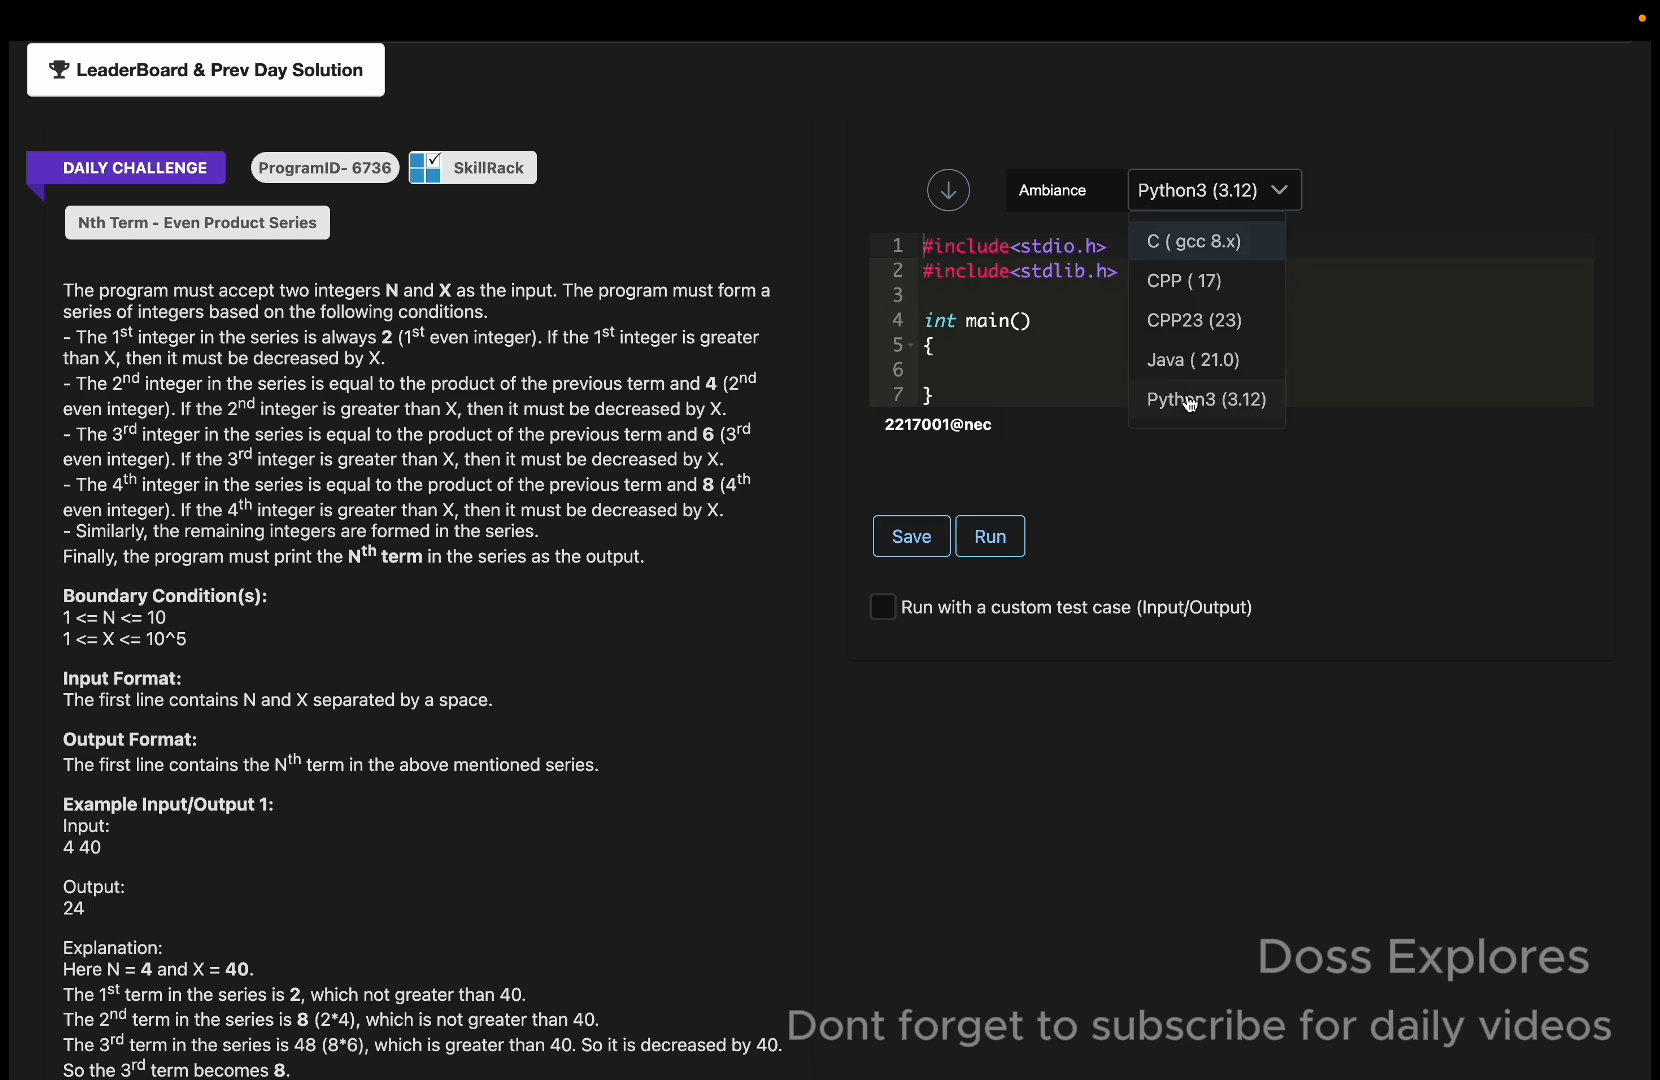 LeaderBoard & Prev Day Solution
DAILY CHALLENGE
ProgramID- 6736
SkillRack
Nth Term - Even Product Series
The program must accept two integers N and X as the input. The program must form a
series of integers based on the following conditions.
- The 1st integer in the series is always 2 (1st even integer). If the 1st integer is greater
than X, then it must be decreased by X.
- The 2nd integer in the series is equal to the product of the previous term and 4 (2nd
even integer). If the 2nd integer is greater than X, then it must be decreased by X.
- The 3rd integer in the series is equal to the product of the previous term and 6 (3rd
even integer). If the 3rd integer is greater than X, then it must be decreased by X.
- The 4th integer in the series is equal to the product of the previous term and 8 (4th
even integer). If the 4th integer is greater than X, then it must be decreased by X.
- Similarly, the remaining integers are formed in the series.
Finally, the program must print the Nth term in the series as the output.
Boundary Condition(s):
1 <= N <= 10
1 <= X <= 10^5
Input Format:
The first line contains N and X separated by a space.
Output Format:
The first line contains the Nth term in the above mentioned series.
Example Input/Output 1:
Input:
4 40
Output:
24
Explanation:
Here N = 4 and X = 40.
The 1st term in the series is 2, which not greater than 40.
The 2nd term in the series is 8 (2*4), which is not greater than 40.
The 3rd term in the series is 48 (8*6), which is greater than 40. So it is decreased by 40.
So the 3rd term becomes 8.
Ambiance
Python3 (3.12)
C ( gcc 8.x)
CPP ( 17)
CPP23 (23)
Java ( 21.0)
Python3 (3.12)
1 #include<stdio.h>
2 #include<stdlib.h>
3
4 int main()
5 {
6
7 }
2217001@nec
Save
Run
Run with a custom test case (Input/Output)
Doss Explores
Dont forget to subscribe for daily videos